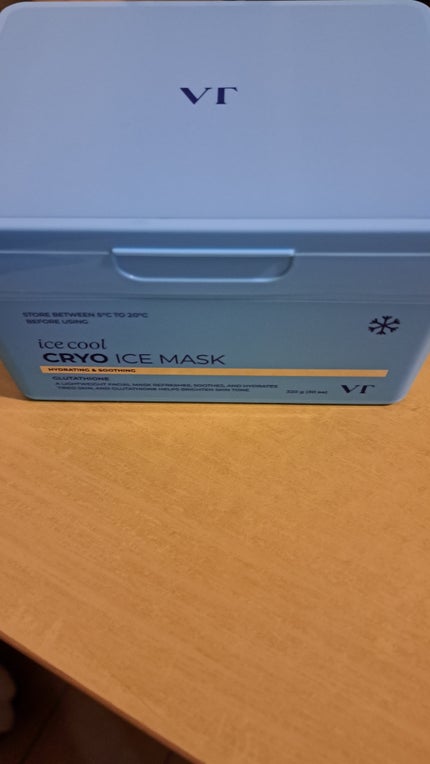 VT
STORE BETWEEN 5°C TO 20°C
BEFORE USING
ice cool
CRYO ICE MASK
HYDRATING & SOOTHING
GLUTATHIONE
A LIGHTWEIGHT FACIAL MASK REFRESHES, SOOTHES, AND HYDRATES
TIRED SKIN, AND GLUTATHIONE HELPS BRIGHTEN SKIN TONE
VT